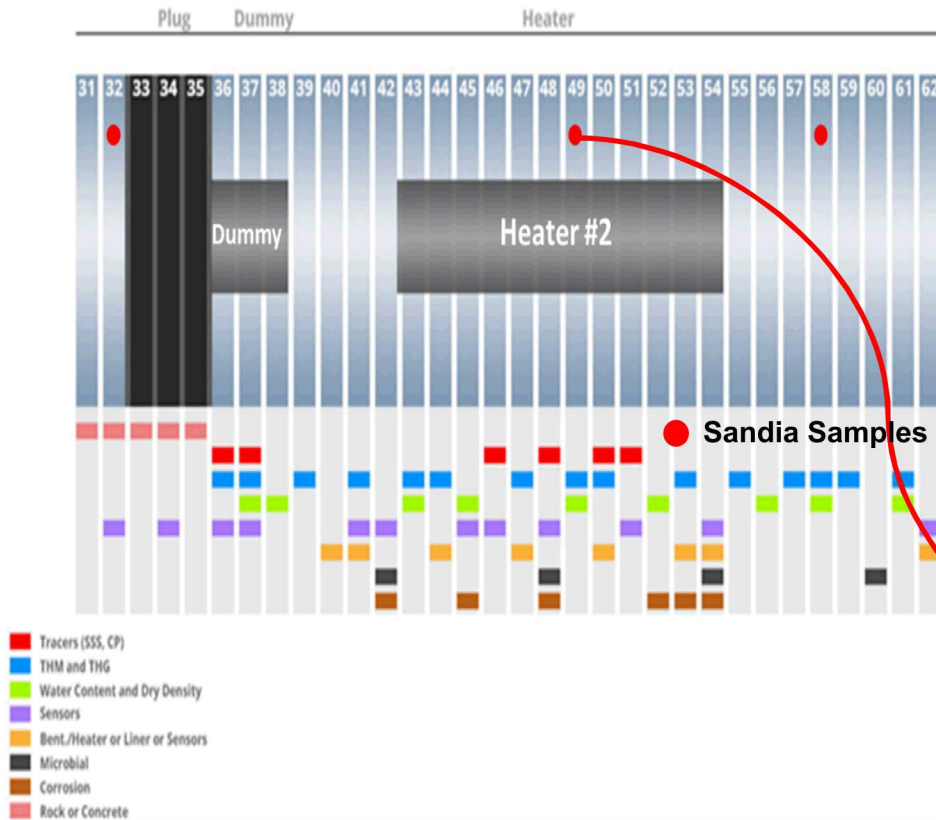 Plug Dummy Heater
31 32 33 34 35 36 37 38 39 40 41 42 43 44 45 46 47 48 49 50 51 52 53 54 55 56 57 58 59 60 61 62
Dummy Heater #2
Sandia Samples
Tracers (SSS, CP)
THM and THG
Water Content and Dry Density
Sensors
Bent./Heater or Liner or Sensors
Microbial
Corrosion
Rock or Concrete